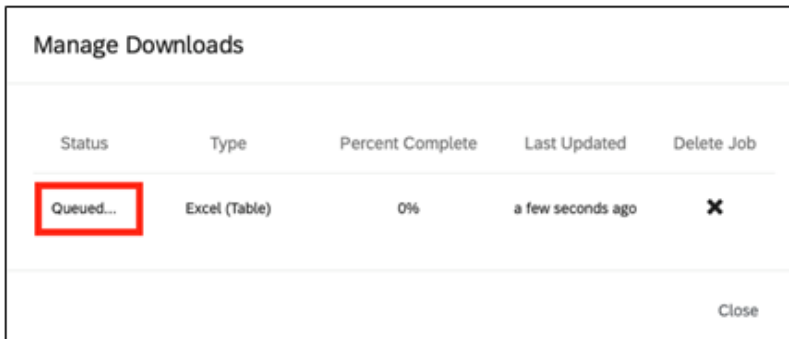 Manage Downloads
Status Type Percent Complete Last Updated Delete Job
Queued... Excel (Table) 0% a few seconds ago
Close